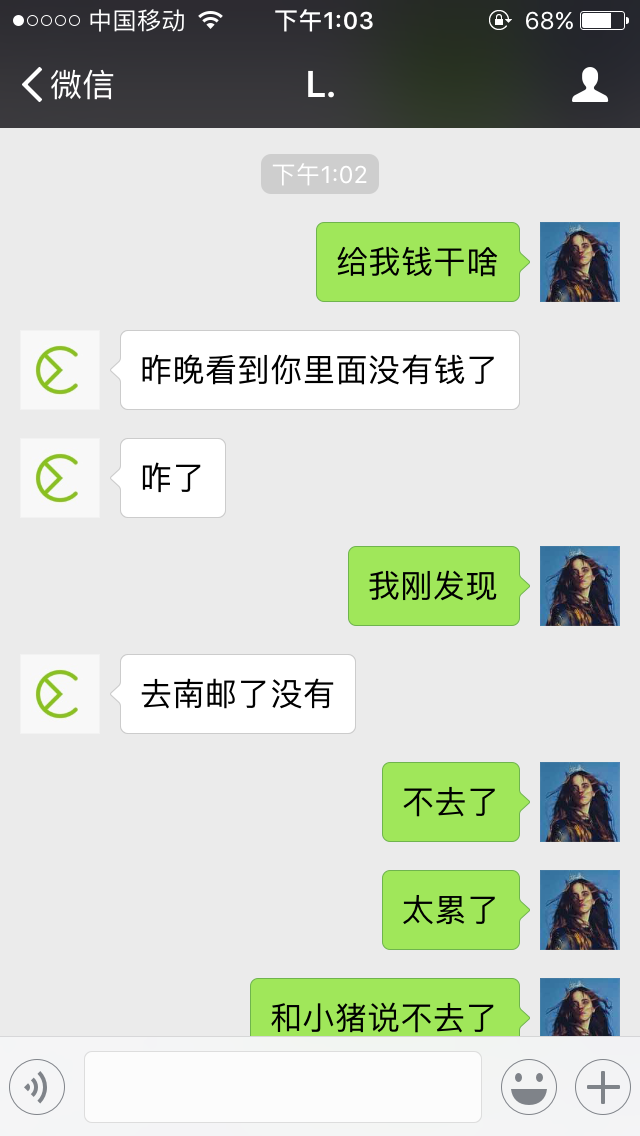 中国移动 下午1:03 68%
微信 L.
下午1:02
给我钱干啥
昨晚看到你里面没有钱了
咋了
我刚发现
去南邮了没有
不去了
太累了
和小猪说不去了